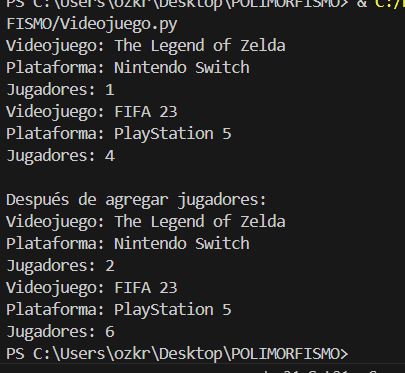 PS C:\Users\ozkr\Desktop\POLIMORFISMO> & C:/
FISMO/Videojuego.py
Videojuego: The Legend of Zelda
Plataforma: Nintendo Switch
Jugadores: 1
Videojuego: FIFA 23
Plataforma: PlayStation 5
Jugadores: 4
Después de agregar jugadores:
Videojuego: The Legend of Zelda
Plataforma: Nintendo Switch
Jugadores: 2
Videojuego: FIFA 23
Plataforma: PlayStation 5
Jugadores: 6
PS C:\Users\ozkr\Desktop\POLIMORFISMO>